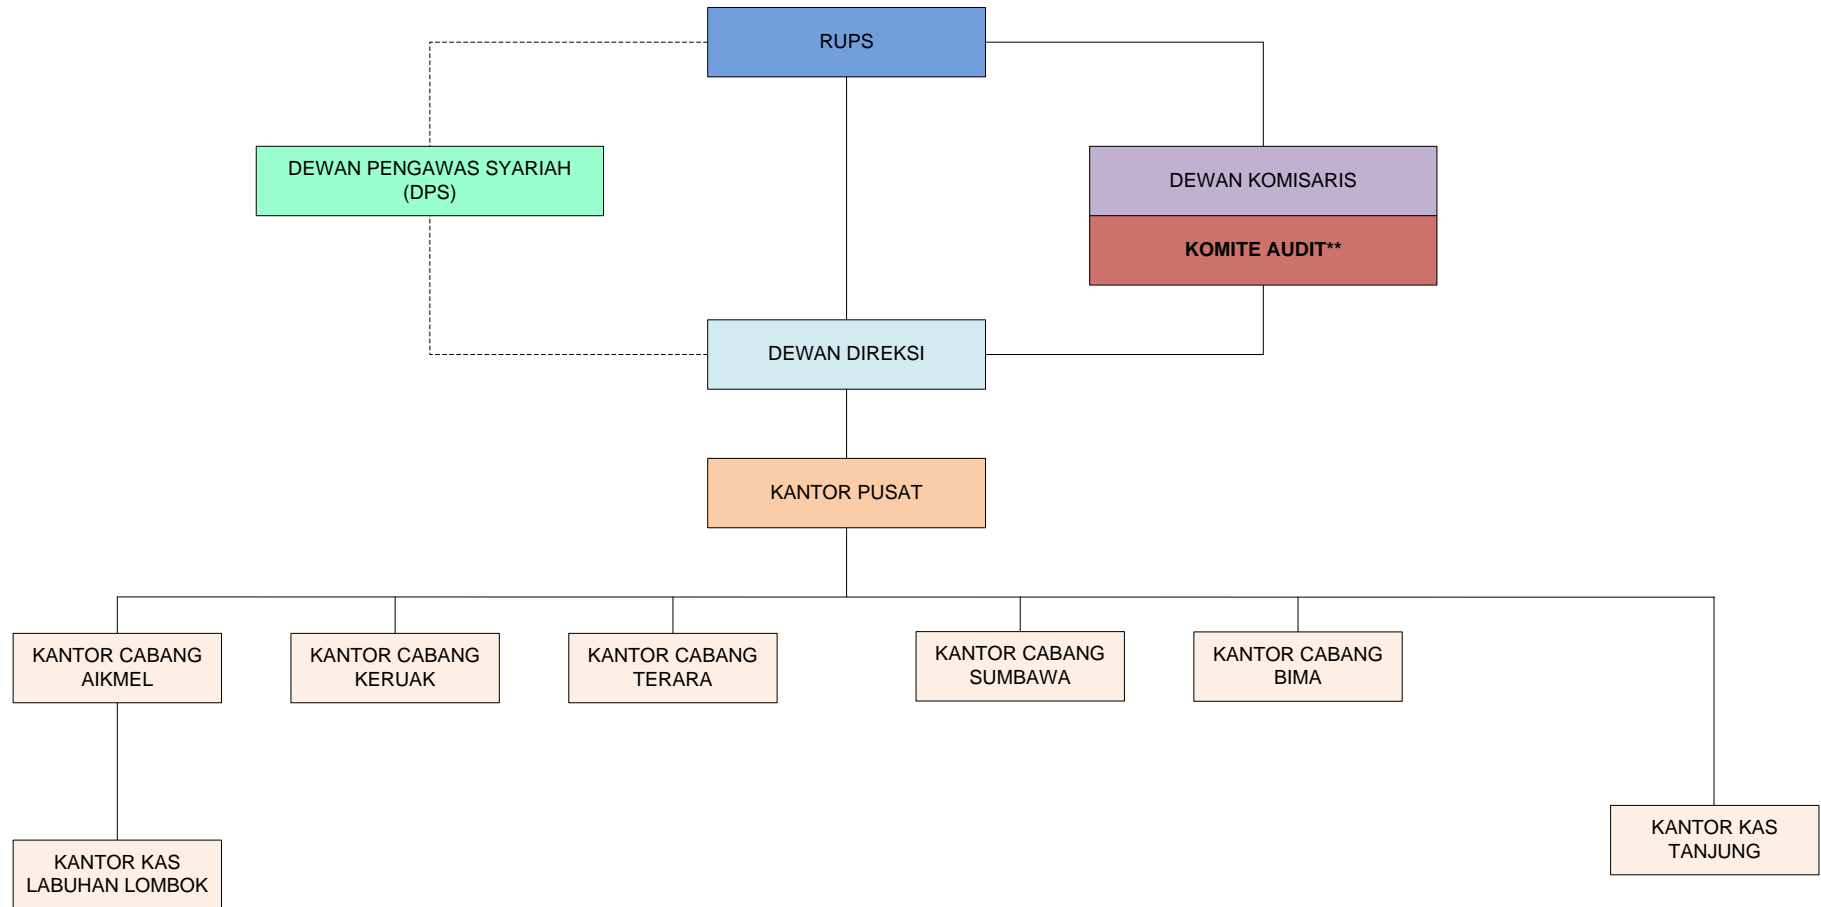 RUPS
DEWAN PENGAWAS SYARIAH
(DPS)
DEWAN KOMISARIS
KOMITE AUDIT**
DEWAN DIREKSI
KANTOR PUSAT
KANTOR CABANG
AIKMEL
KANTOR CABANG
KERUAK
KANTOR CABANG
TERARA
KANTOR CABANG
SUMBAWA
KANTOR CABANG
BIMA
KANTOR KAS
TANJUNG
KANTOR KAS
LABUHAN LOMBOK